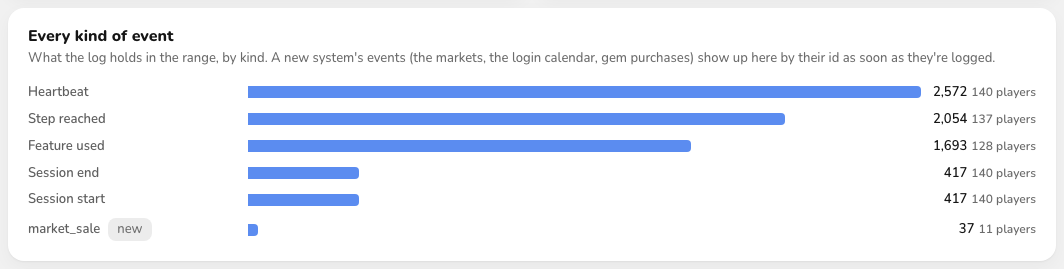 Every kind of event
What the log holds in the range, by kind. A new system's events (the markets, the login calendar, gem purchases) show up here by their id as soon as they're logged.
Heartbeat 2,572 140 players
Step reached 2,054 137 players
Feature used 1,693 128 players
Session end 417 140 players
Session start 417 140 players
market_sale new 37 11 players